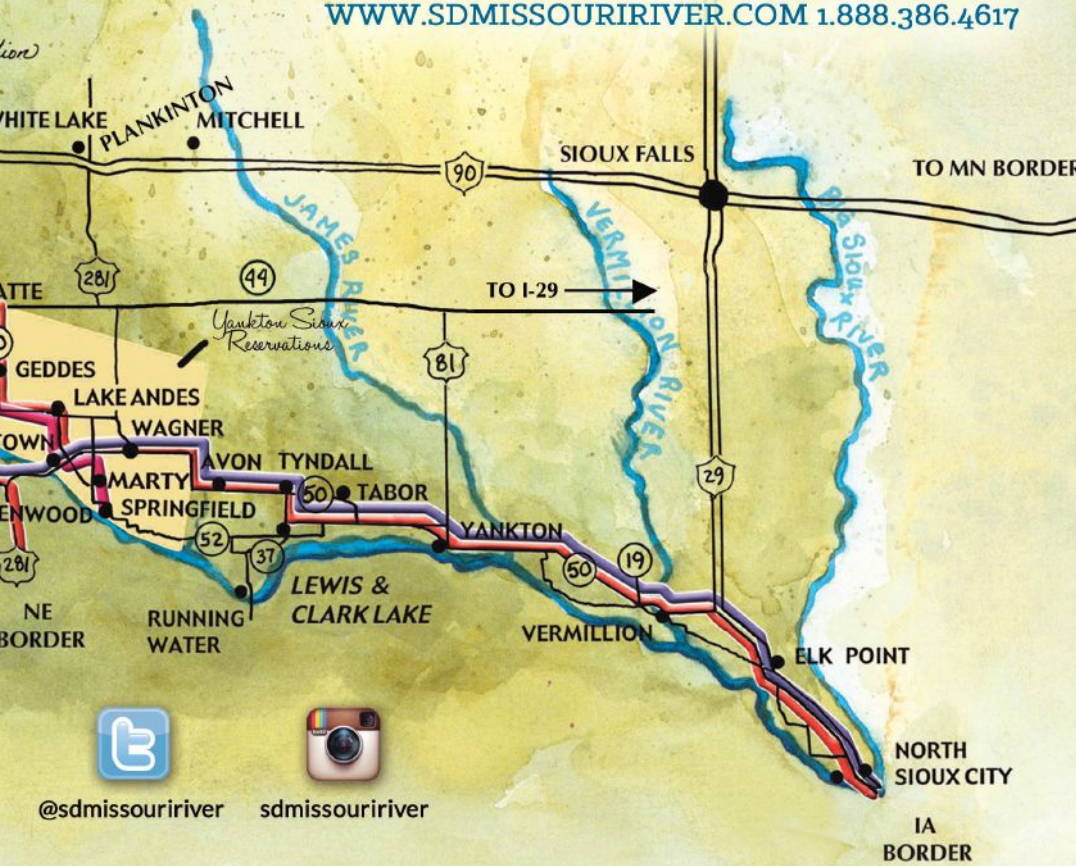 WWW.SDMISSOURIRIVER.COM 1.888.386.4617
WHITE LAKE
PLANKINTON
MITCHELL
SIOUX FALLS
90
TO MN BORDER
JAMES RIVER
VERMILLION RIVER
BIG SIOUX RIVER
281
44
TO I-29
Yankton Sioux
Reservations
81
GEDDES
LAKE ANDES
WAGNER
MARTY
AVON
TYNDALL
50
TABOR
SPRINGFIELD
29
52
37
YANKTON
50
19
281
LEWIS &
CLARK LAKE
NE
BORDER
RUNNING
WATER
VERMILLION
ELK POINT
NORTH
SIOUX CITY
IA
BORDER
@sdmissouririver
sdmissouririver